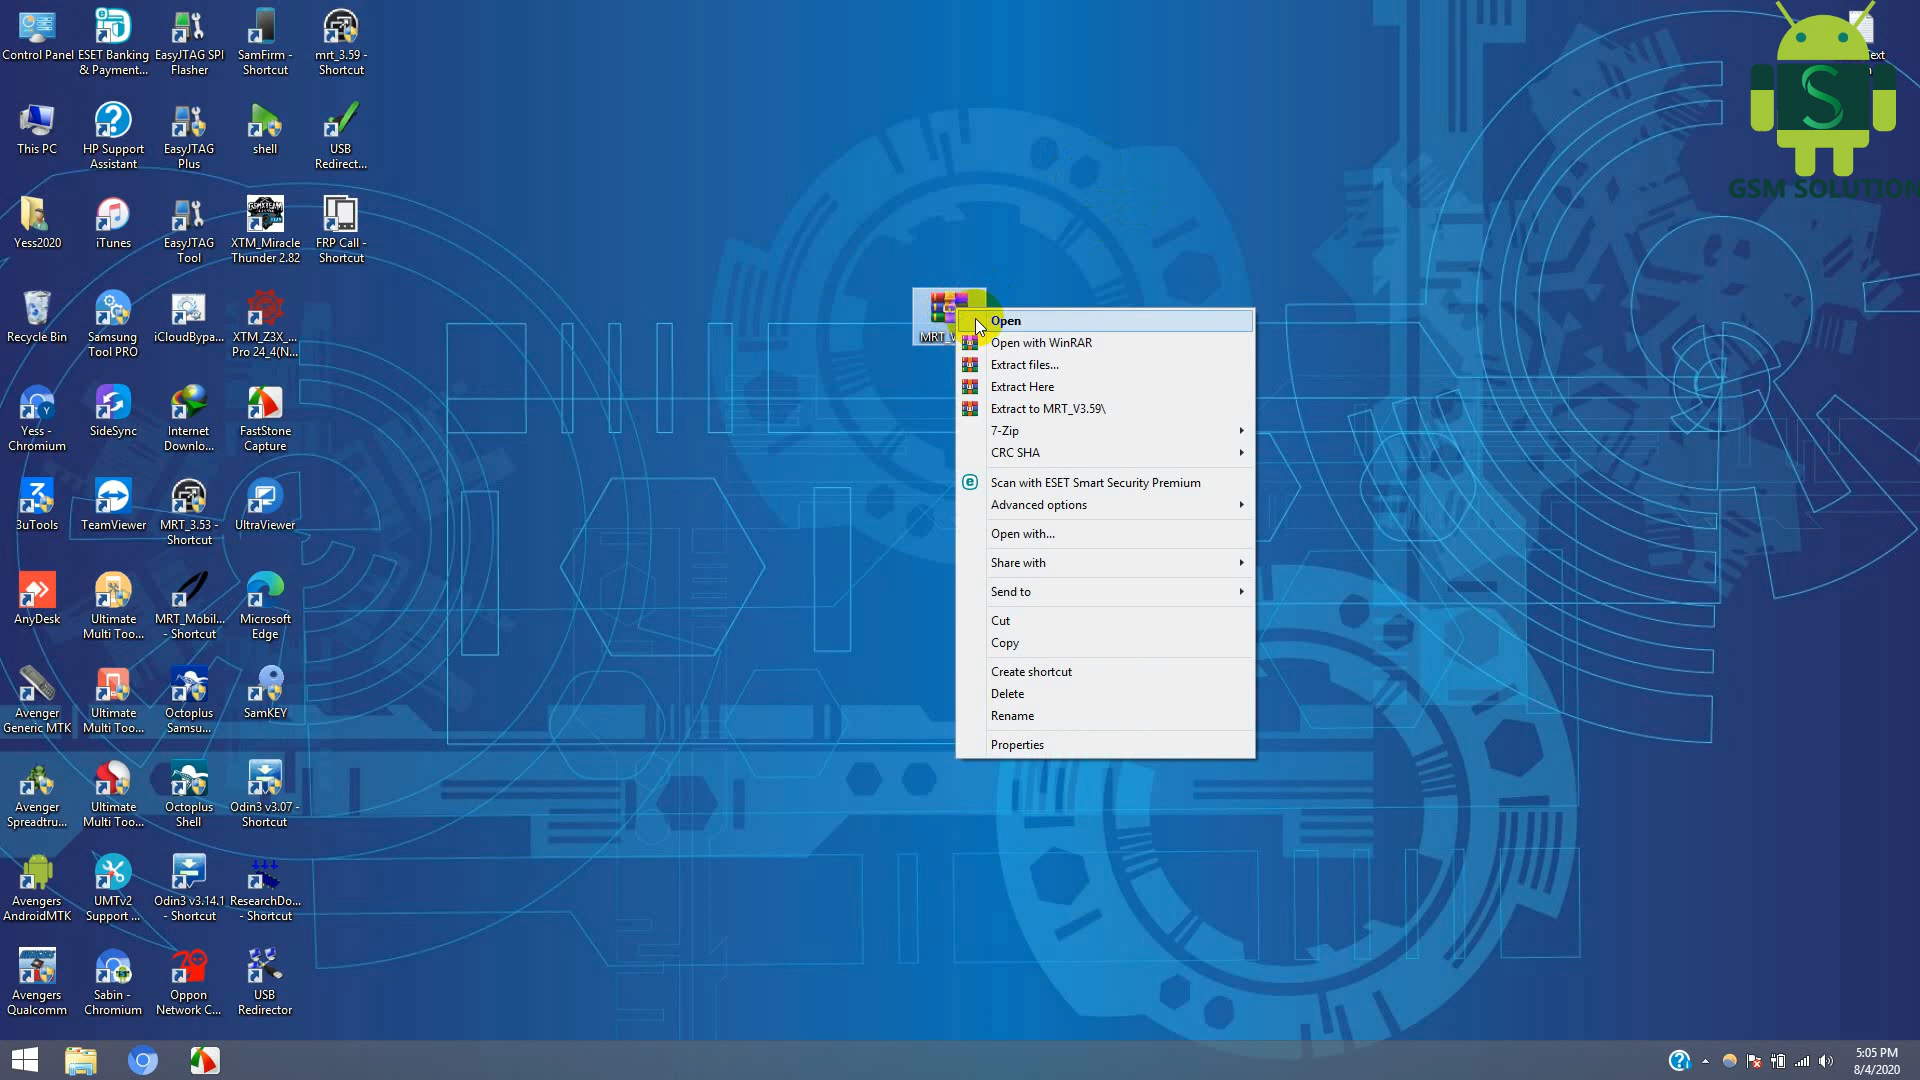 Control Panel
ESET Banking
& Payment...
EasyJTAG SPI
Flasher
SamFirm -
Shortcut
mrt_3.59 -
Shortcut
This PC
HP Support
Assistant
EasyJTAG
Plus
shell
USB
Redirect...
Yess2020
iTunes
EasyJTAG
Tool
XTM_Miracle
Thunder 2.82
FRP Call -
Shortcut
Recycle Bin
Samsung
Tool PRO
iCloudBypa...
XTM_Z3X_...
Pro 24_4(N...
Yess -
Chromium
SideSync
Internet
Downlo...
FastStone
Capture
3uTools
TeamViewer
MRT_3.53 -
Shortcut
UltraViewer
AnyDesk
Ultimate
Multi Too...
MRT_Mobil...
- Shortcut
Microsoft
Edge
Avenger
Generic MTK
Ultimate
Multi Too...
Octoplus
Samsu...
SamKEY
Avenger
Spreadtru...
Ultimate
Multi Too...
Octoplus
Shell
Odin3 v3.07 -
Shortcut
Avengers
AndroidMTK
UMTv2
Support ...
Odin3 v3.14.1
- Shortcut
ResearchDo...
- Shortcut
Avengers
Qualcomm
Sabin -
Chromium
Oppon
Network C...
USB
Redirector
Open
Open with WinRAR
Extract files...
Extract Here
Extract to MRT_V3.59\
7-Zip
CRC SHA
Scan with ESET Smart Security Premium
Advanced options
Open with...
Share with
Send to
Cut
Copy
Create shortcut
Delete
Rename
Properties
S
GSM SOLUTION
5:05 PM
8/4/2020